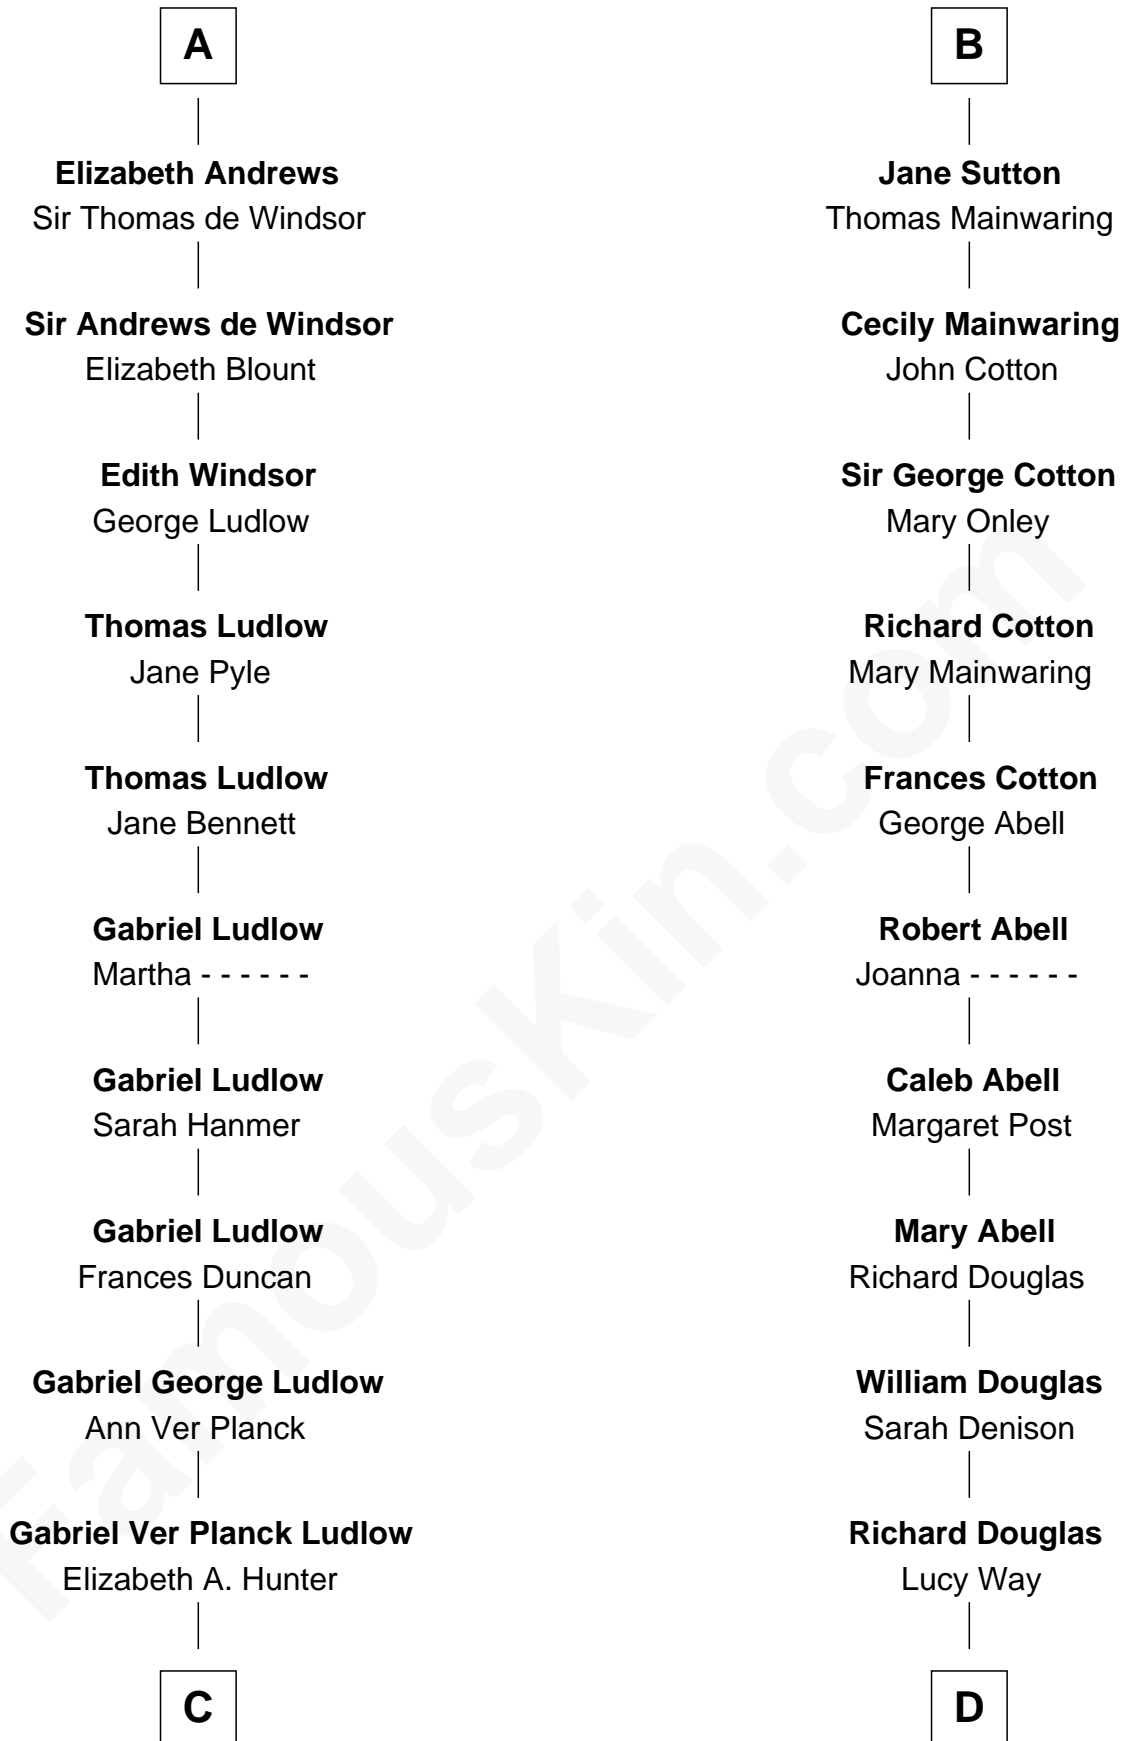 A
Elizabeth Andrews
Sir Thomas de Windsor
Sir Andrews de Windsor
Elizabeth Blount
Edith Windsor
George Ludlow
Thomas Ludlow
Jane Pyle
Thomas Ludlow
Jane Bennett
Gabriel Ludlow
Martha - - - - - -
Gabriel Ludlow
Sarah Hanmer
Gabriel Ludlow
Frances Duncan
Gabriel George Ludlow
Ann Ver Planck
Gabriel Ver Planck Ludlow
Elizabeth A. Hunter
C
B
Jane Sutton
Thomas Mainwaring
Cecily Mainwaring
John Cotton
Sir George Cotton
Mary Onley
Richard Cotton
Mary Mainwaring
Frances Cotton
George Abell
Robert Abell
Joanna - - - - - -
Caleb Abell
Margaret Post
Mary Abell
Richard Douglas
William Douglas
Sarah Denison
Richard Douglas
Lucy Way
D
FamousKin.com